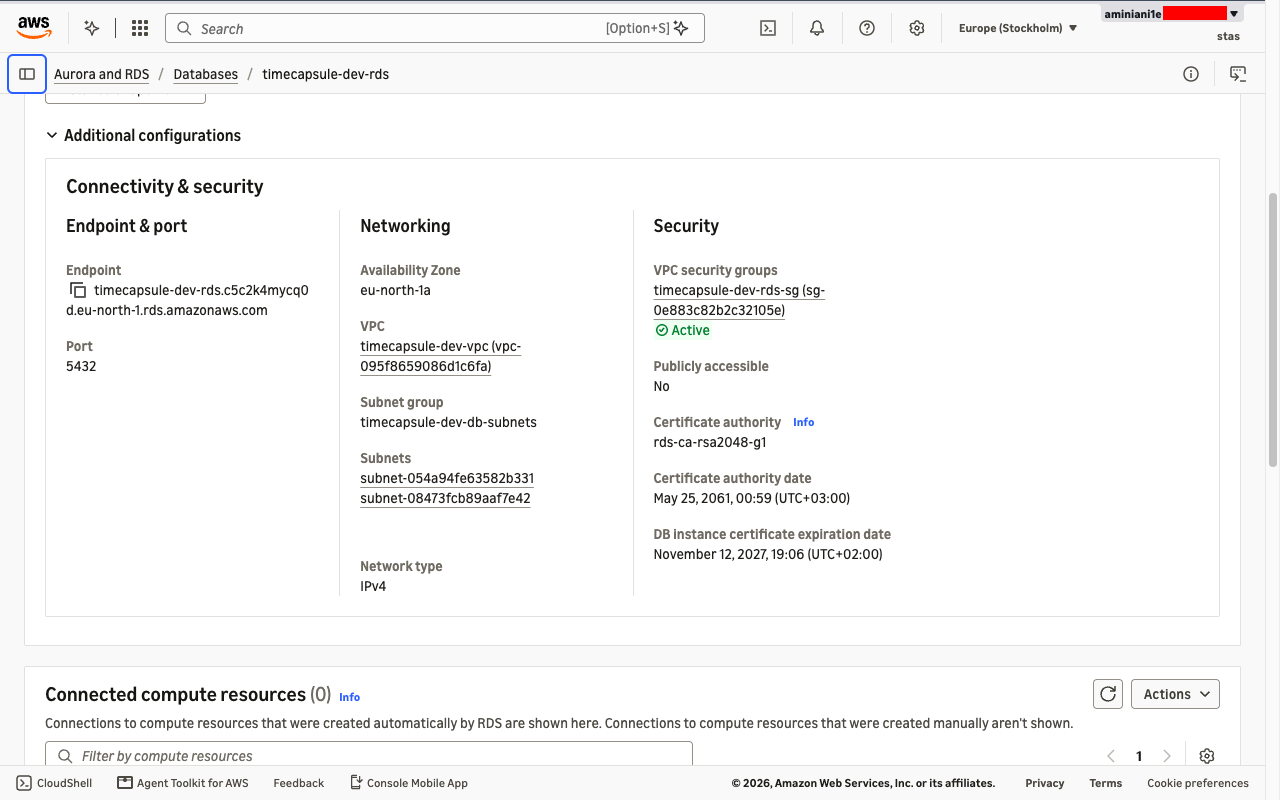 aws
Search
[Option+S]
Europe (Stockholm)
aminiani1e
stas
Aurora and RDS / Databases / timecapsule-dev-rds
Additional configurations
Connectivity & security
Endpoint & port
Endpoint
timecapsule-dev-rds.c5c2k4mycq0
d.eu-north-1.rds.amazonaws.com
Port
5432
Networking
Availability Zone
eu-north-1a
VPC
timecapsule-dev-vpc (vpc-
095f8659086d1c6fa)
Subnet group
timecapsule-dev-db-subnets
Subnets
subnet-054a94fe63582b331
subnet-08473fcb89aaf7e42
Network type
IPv4
Security
VPC security groups
timecapsule-dev-rds-sg (sg-
0e883c82b2c32105e)
Active
Publicly accessible
No
Certificate authority Info
rds-ca-rsa2048-g1
Certificate authority date
May 25, 2061, 00:59 (UTC+03:00)
DB instance certificate expiration date
November 12, 2027, 19:06 (UTC+02:00)
Connected compute resources (0) Info
Actions
Connections to compute resources that were created automatically by RDS are shown here. Connections to compute resources that were created manually aren't shown.
Filter by compute resources
1
CloudShell
Agent Toolkit for AWS
Feedback
Console Mobile App
© 2026, Amazon Web Services, Inc. or its affiliates.
Privacy
Terms
Cookie preferences